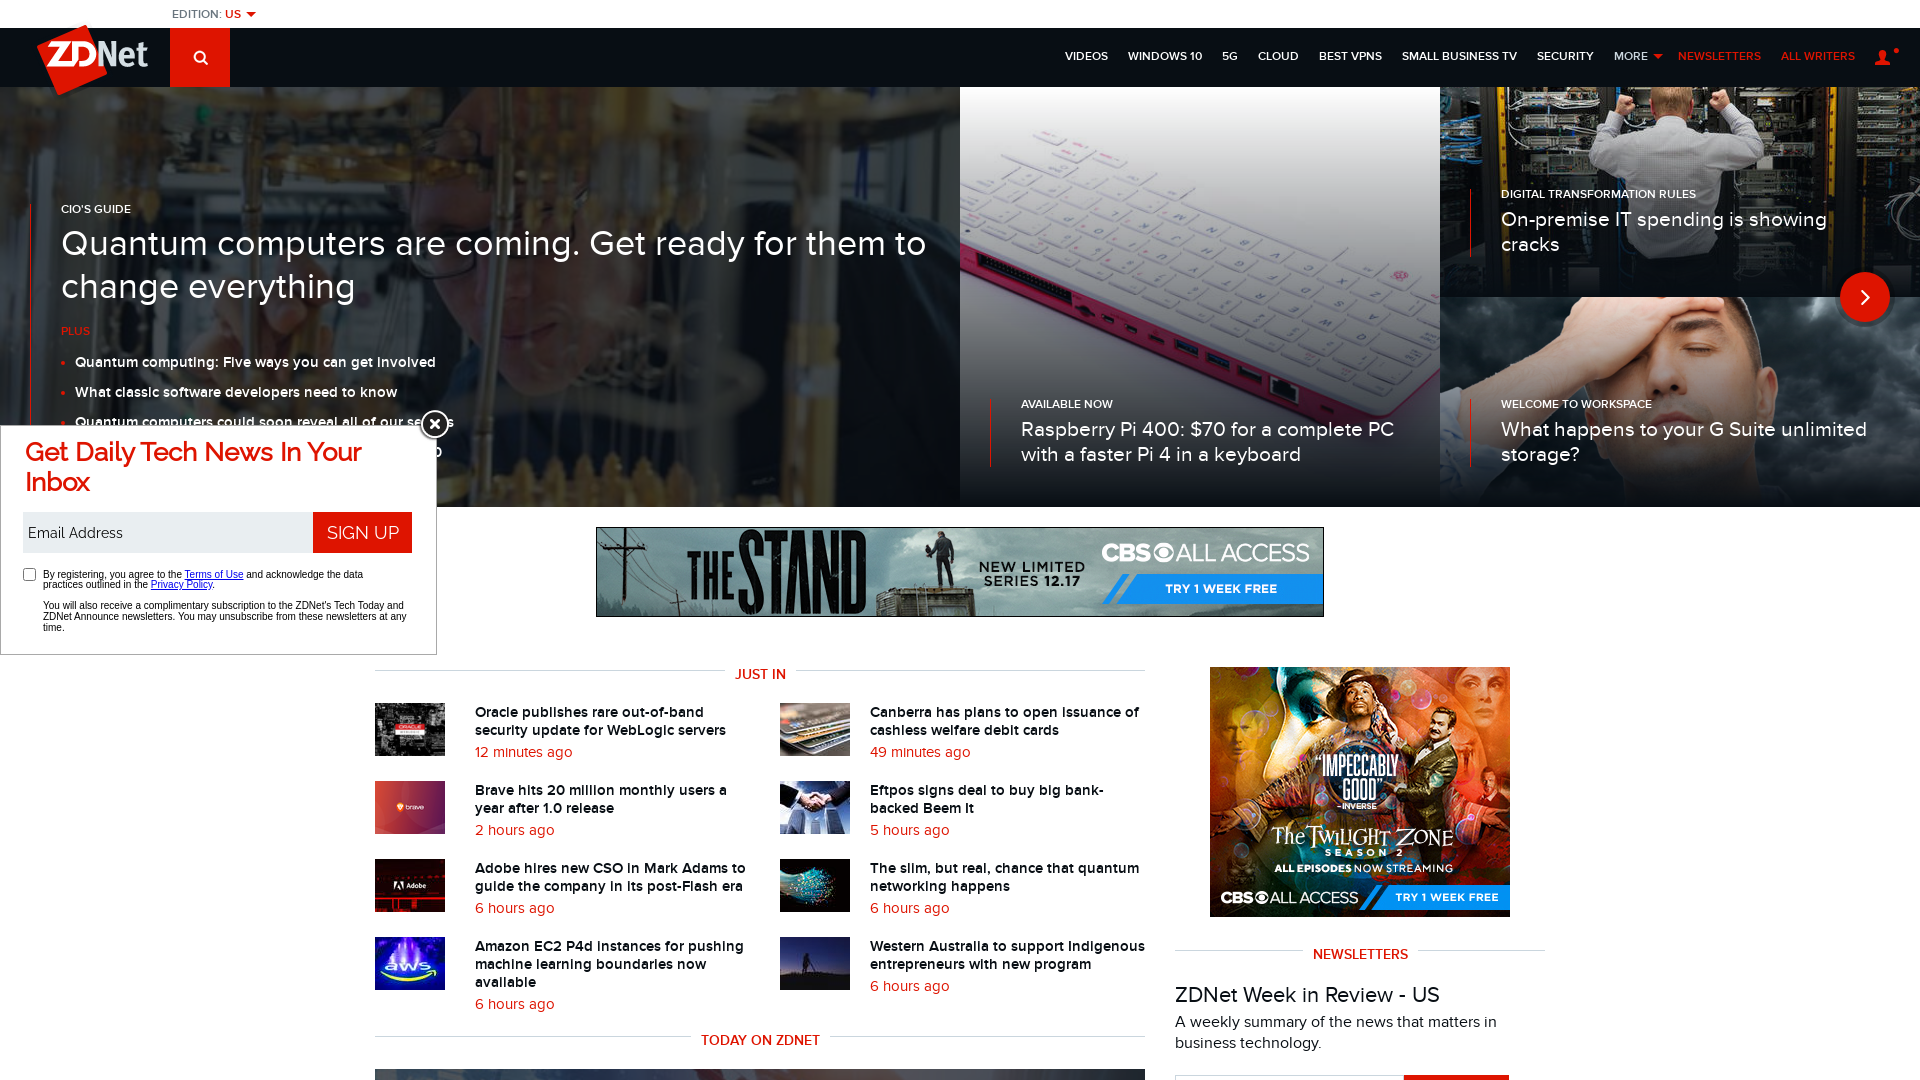 EDITION: US
ZDNet
VIDEOS WINDOWS 10 5G CLOUD BEST VPNS SMALL BUSINESS TV SECURITY MORE NEWSLETTERS ALL WRITERS
CIO'S GUIDE
Quantum computers are coming. Get ready for them to
change everything
PLUS
Quantum computing: Five ways you can get involved
What classic software developers need to know
Quantum computers could soon reveal all of our
AVAILABLE NOW
Raspberry Pi 400: $70 for a complete PC
with a faster Pi 4 in a keyboard
DIGITAL TRANSFORMATION RULES
On-premise IT spending is showing
cracks
WELCOME TO WORKSPACE
What happens to your G Suite unlimited
storage?
Get Daily Tech News In Your
Inbox
Email Address
SIGN UP
By registering, you agree to the Terms of Use and acknowledge the data
practices outlined in the Privacy Policy.
You will also receive a complimentary subscription to the ZDNet's Tech Today and
ZDNet Announce newsletters. You may unsubscribe from these newsletters at any
time.
THE STAND
NEW LIMITED
SERIES 12.17
CBS ALL ACCESS
TRY 1 WEEK FREE
JUST IN
Oracle publishes rare out-of-band
security update for WebLogic servers
12 minutes ago
Canberra has plans to open issuance of
cashless welfare debit cards
49 minutes ago
brave
Brave hits 20 million monthly users a
year after 1.0 release
2 hours ago
Eftpos signs deal to buy big bank-
backed Beem It
5 hours ago
Adobe
Adobe hires new CSO in Mark Adams to
guide the company in its post-Flash era
6 hours ago
The slim, but real, chance that quantum
networking happens
6 hours ago
aws
Amazon EC2 P4d instances for pushing
machine learning boundaries now
available
6 hours ago
Western Australia to support Indigenous
entrepreneurs with new program
6 hours ago
TODAY ON ZDNET
"IMPECCABLY
GOOD"
–INVERSE
The TWILIGHT ZONE
SEASON 2
ALL EPISODES NOW STREAMING
CBS ALL ACCESS
TRY 1 WEEK FREE
NEWSLETTERS
ZDNet Week in Review - US
A weekly summary of the news that matters in
business technology.